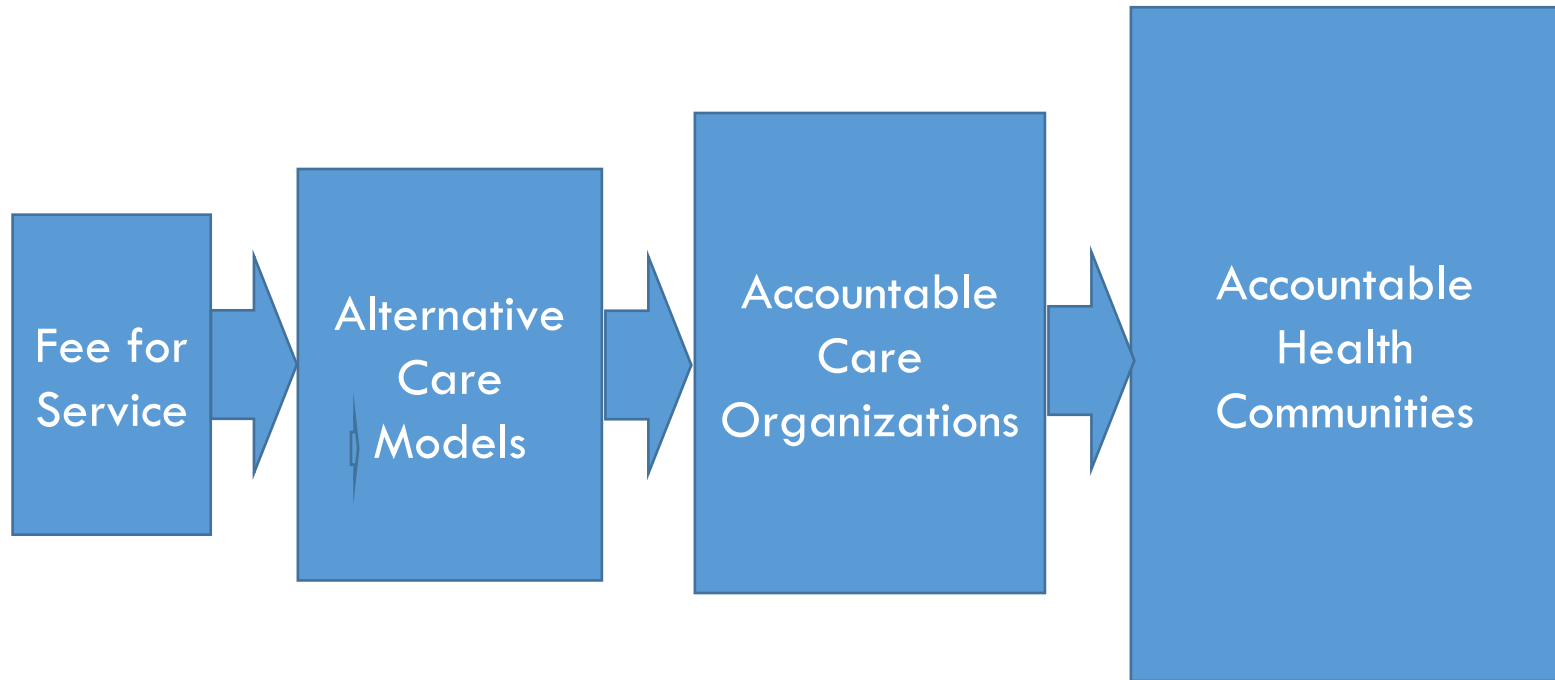 Fee for
Service
Alternative
Care
Models
Accountable
Care
Organizations
Accountable
Health
Communities